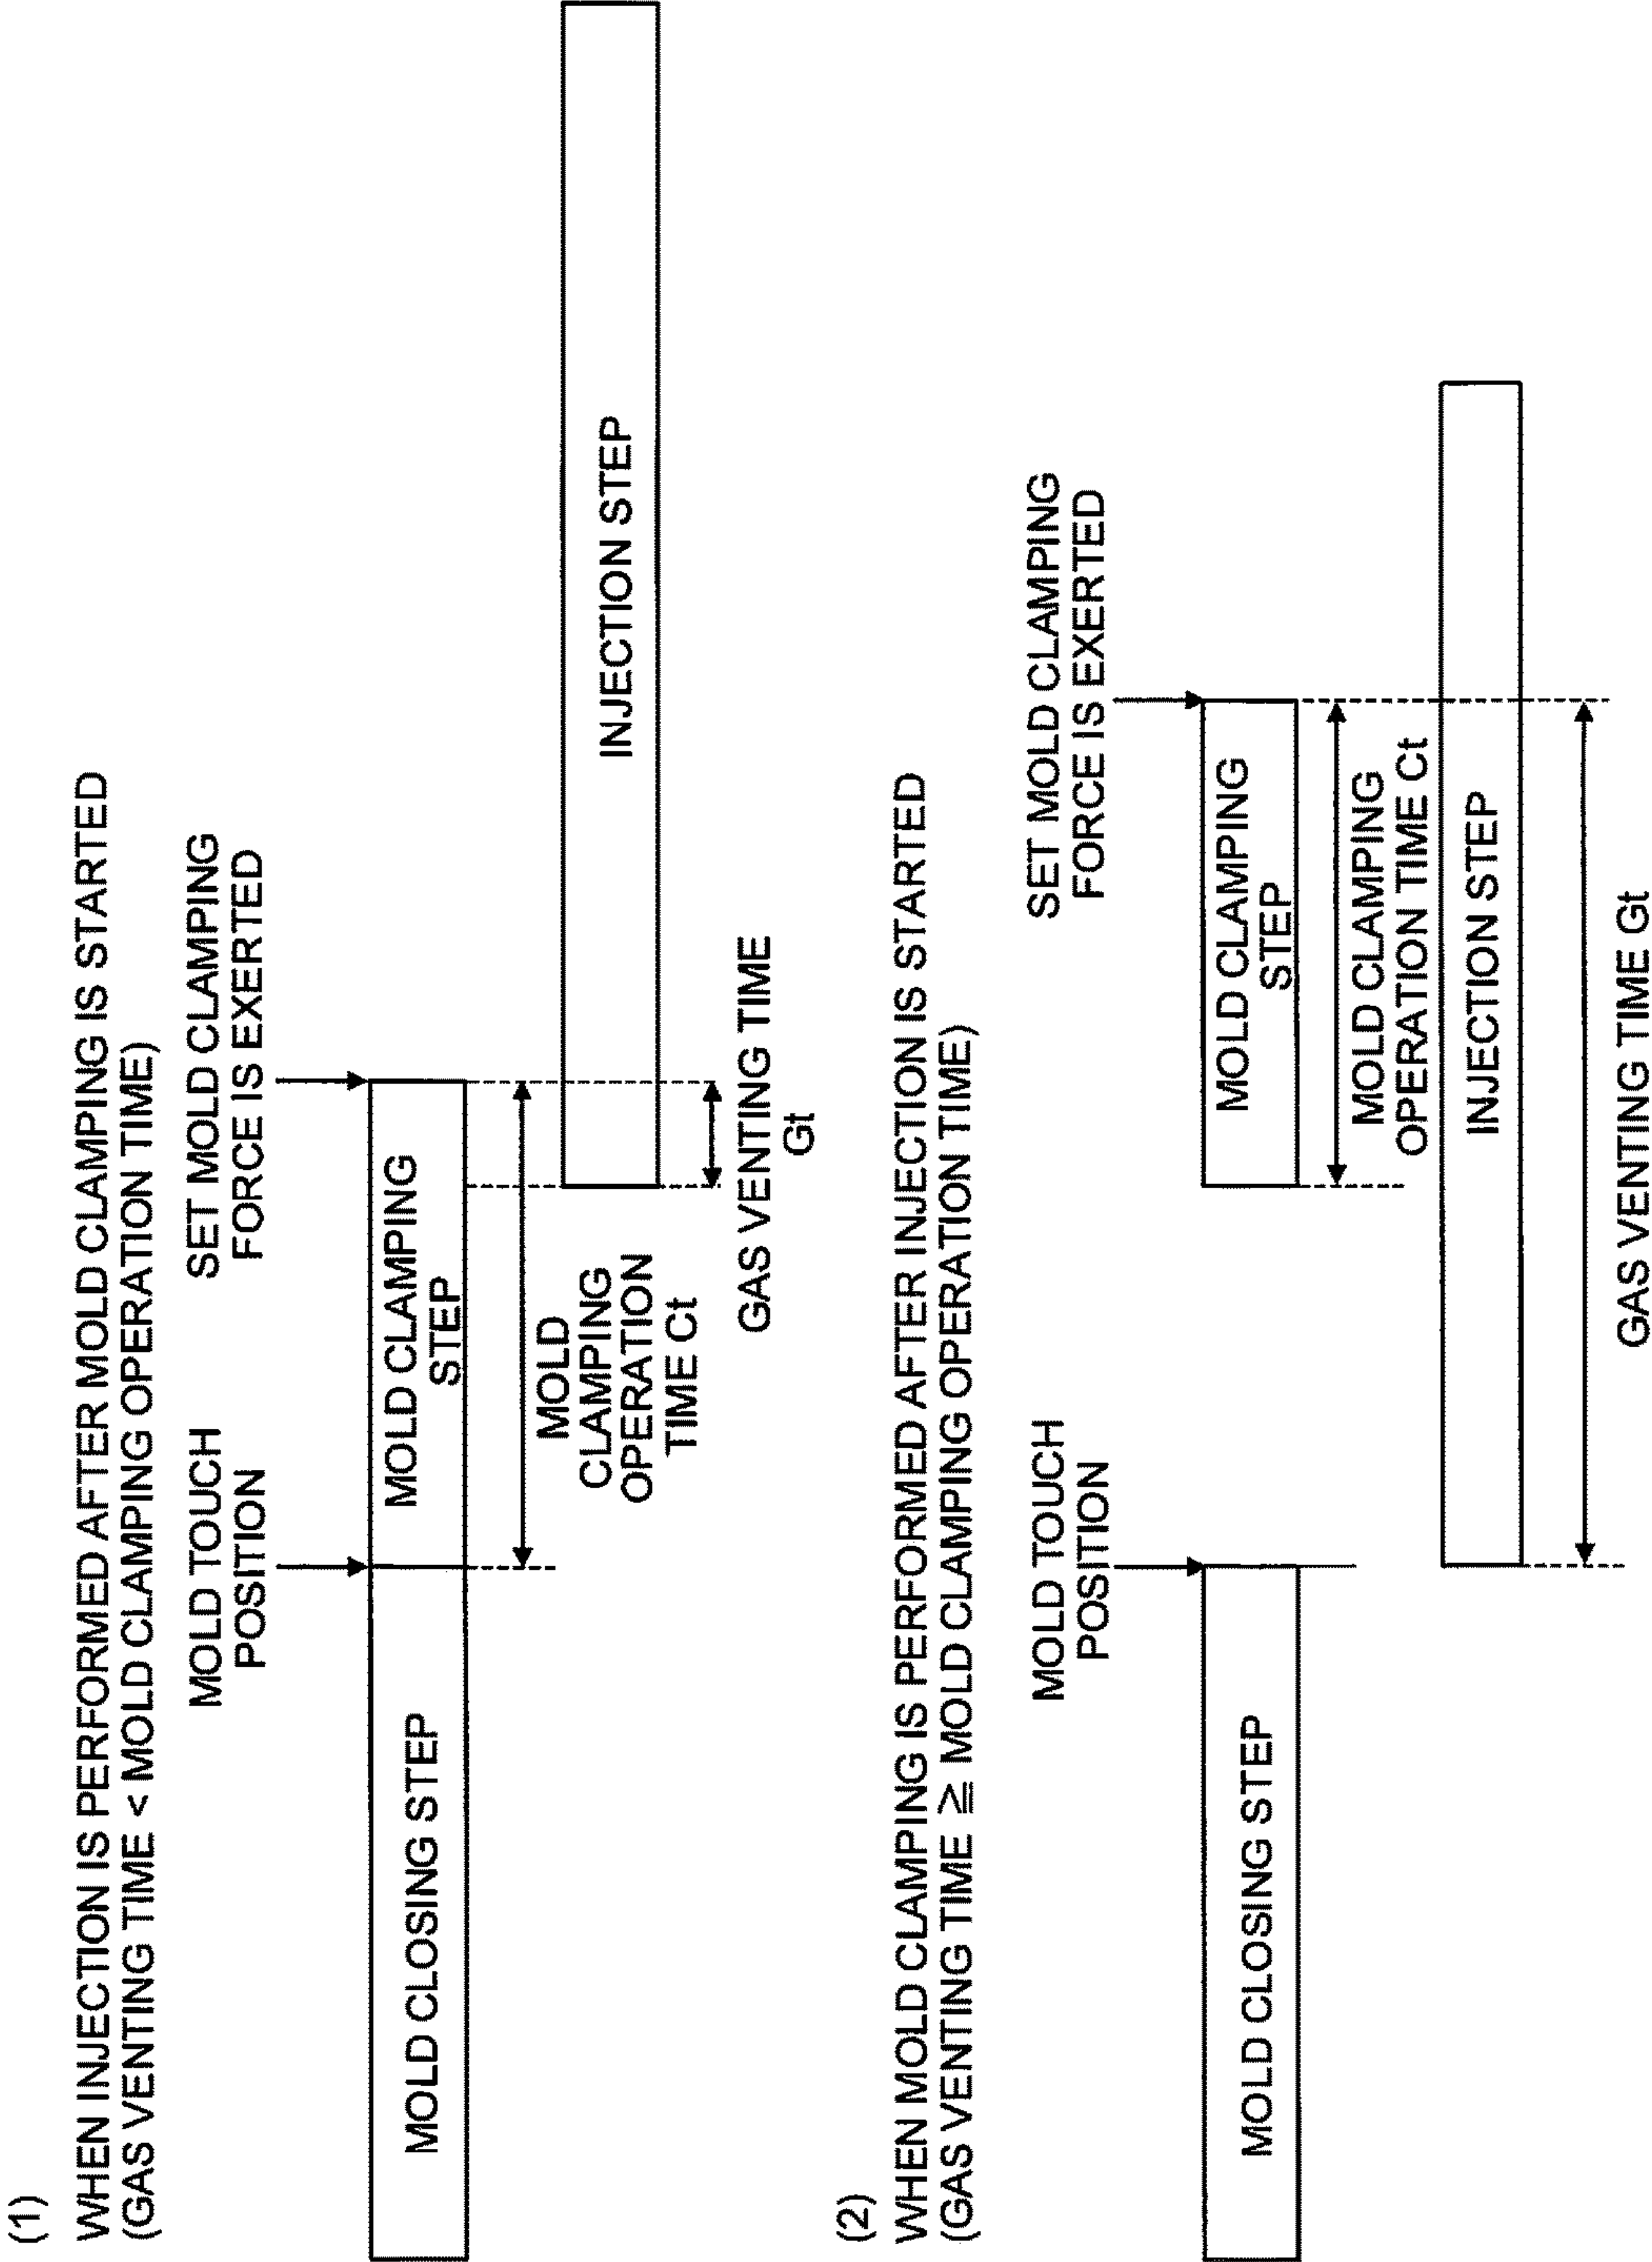 (1)
WHEN INJECTION IS PERFORMED AFTER MOLD CLAMPING IS STARTED
(GAS VENTING TIME < MOLD CLAMPING OPERATION TIME)
MOLD TOUCH
POSITION
SET MOLD CLAMPING
FORCE IS EXERTED
MOLD CLOSING STEP
MOLD CLAMPING
STEP
MOLD
CLAMPING
OPERATION
TIME Ct
INJECTION STEP
GAS VENTING TIME
Gt
(2)
WHEN MOLD CLAMPING IS PERFORMED AFTER INJECTION IS STARTED
(GAS VENTING TIME ≧ MOLD CLAMPING OPERATION TIME)
MOLD TOUCH
POSITION
SET MOLD CLAMPING
FORCE IS EXERTED
MOLD CLOSING STEP
MOLD CLAMPING
STEP
MOLD CLAMPING
OPERATION TIME Ct
INJECTION STEP
GAS VENTING TIME Gt